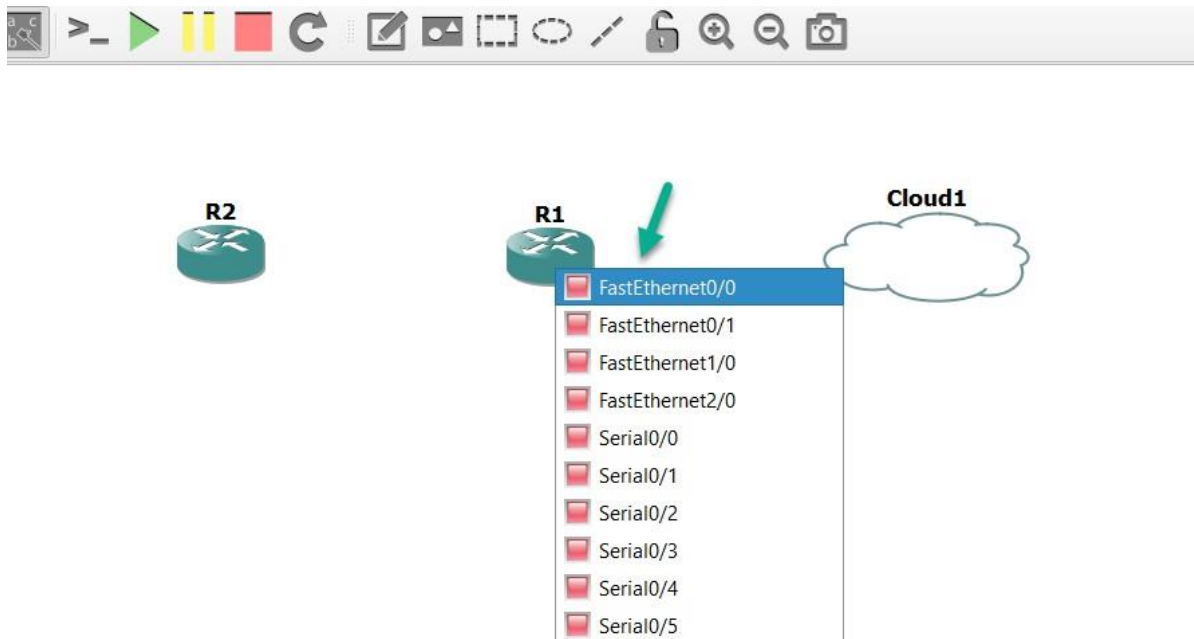 a c
b
>_
R2
R1
Cloud1
FastEthernet0/0
FastEthernet0/1
FastEthernet1/0
FastEthernet2/0
Serial0/0
Serial0/1
Serial0/2
Serial0/3
Serial0/4
Serial0/5